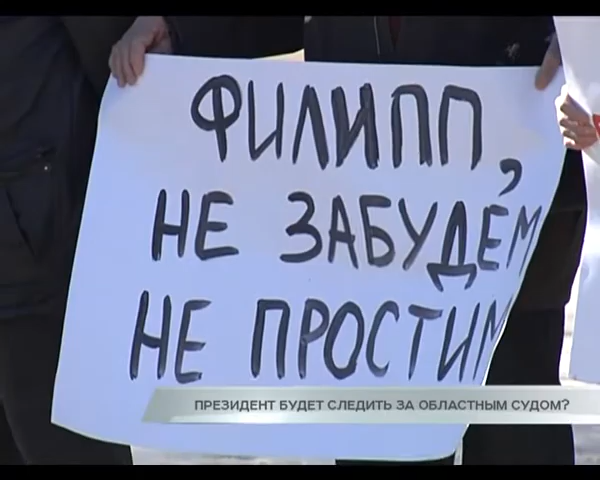 ФИЛИПП,
НЕ ЗАБУДЕМ
НЕ ПРОСТИМ
ПРЕЗИДЕНТ БУДЕТ СЛЕДИТЬ ЗА ОБЛАСТНЫМ СУДОМ?